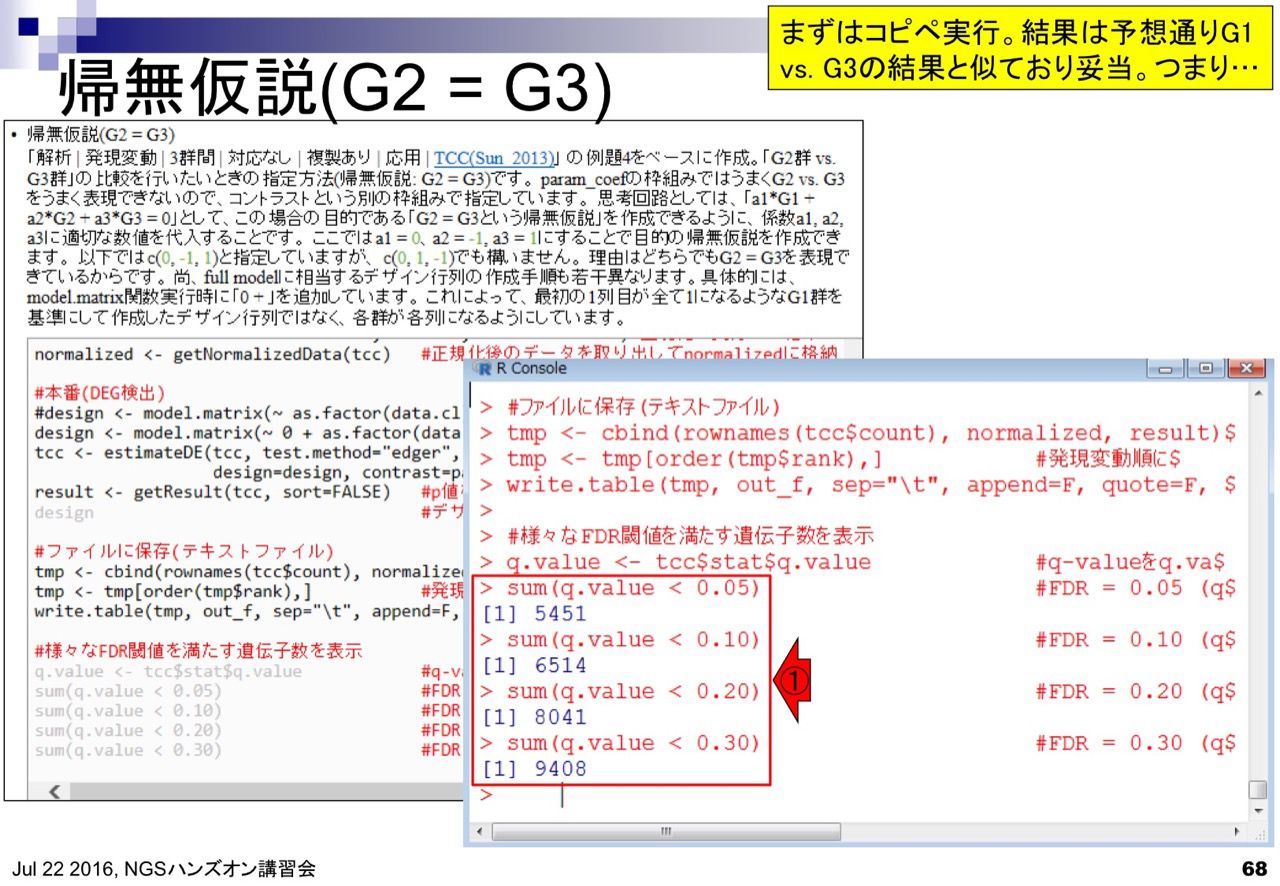 まずはコピペ実行。結果は予想通りG1
vs. G3の結果と似ており妥当。つまり…
帰無仮説(G2 = G3)
• 帰無仮説(G2 = G3)
「解析 | 発現変動 | 3群間 | 対応なし | 複製あり | 応用 | TCC(Sun_2013)」の例題4をベースに作成。「G2群 vs.
G3群」の比較を行いたいときの指定方法(帰無仮説: G2 = G3)です。param_coefの枠組みではうまくG2 vs. G3
をうまく表現できないので、コントラストという別の枠組みで指定しています。思考回路としては、「a1*G1 +
a2*G2 + a3*G3 = 0」として、この場合の目的である「G2 = G3という帰無仮説」を作成できるように、係数a1, a2,
a3に適切な数値を代入することです。ここではa1 = 0、a2 = -1, a3 = 1にすることで目的の帰無仮説を作成でき
ます。以下ではc(0, -1, 1)と指定していますが、c(0, 1, -1)でも構いません。理由はどちらでもG2 = G3を表現で
きているからです。尚、full modelに相当するデザイン行列の作成手順も若干異なります。具体的には、
model.matrix関数実行時に「0 +」を追加しています。これによって、最初の1列目が全て1になるようなG1群を
基準にして作成したデザイン行列ではなく、各群が各列になるようにしています。
normalized <- getNormalizedData(tcc) #正規化後のデータを取り出してnormalizedに格納
#本番(DEG検出)
#design <- model.matrix(~ as.factor(data.cl
design <- model.matrix(~ 0 + as.factor(data
tcc <- estimateDE(tcc, test.method="edger",
design=design, contrast=pa
result <- getResult(tcc, sort=FALSE) #p値
design #デザ
#ファイルに保存(テキストファイル)
tmp <- cbind(rownames(tcc$count), normalized
tmp <- tmp[order(tmp$rank),] #発現
write.table(tmp, out_f, sep="\t", append=F,
#様々なFDR閾値を満たす遺伝子数を表示
q.value <- tcc$stat$q.value #q-va
sum(q.value < 0.05) #FDR
sum(q.value < 0.10) #FDR
sum(q.value < 0.20) #FDR
sum(q.value < 0.30) #FDR
R Console
> #ファイルに保存(テキストファイル)
> tmp <- cbind(rownames(tcc$count), normalized, result)$
> tmp <- tmp[order(tmp$rank),] #発現変動順に$
> write.table(tmp, out_f, sep="\t", append=F, quote=F, $
>
> #様々なFDR閾値を満たす遺伝子数を表示
> q.value <- tcc$stat$q.value #q-valueをq.va$
> sum(q.value < 0.05) #FDR = 0.05 (q$
[1] 5451
> sum(q.value < 0.10) #FDR = 0.10 (q$
[1] 6514
> sum(q.value < 0.20) #FDR = 0.20 (q$
[1] 8041
> sum(q.value < 0.30) #FDR = 0.30 (q$
[1] 9408
>
①
Jul 22 2016, NGSハンズオン講習会
68